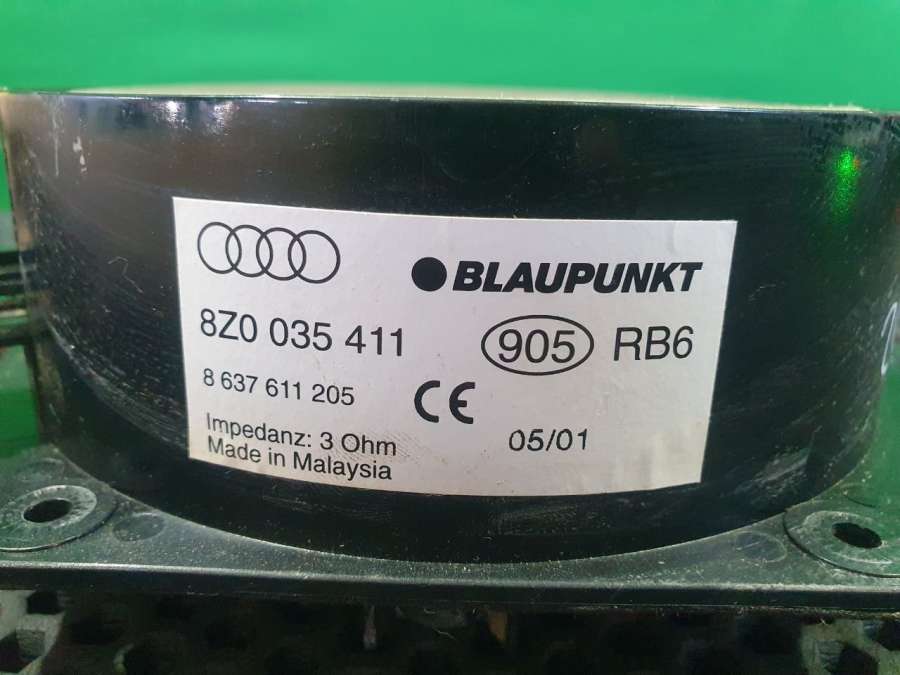 BLAUPUNKT
8Z0 035 411 905 RB6
8 637 611 205 CE
Impedanz: 3 Ohm 05/01
Made in Malaysia